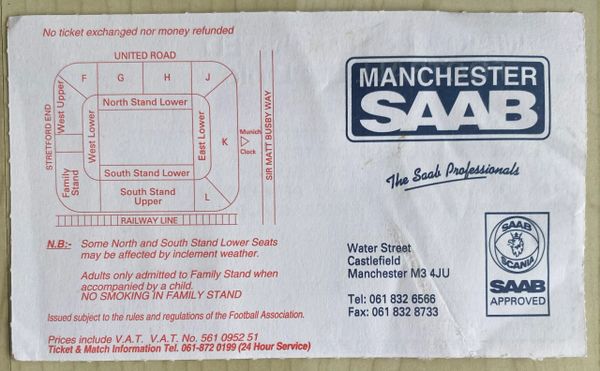 No ticket exchanged nor money refunded
UNITED ROAD
F G H J
STRETFORD END
West Upper
North Stand Lower
West Lower
East Lower
K
Munich
Clock
SIR MATT BUSBY WAY
Family
Stand
South Stand Lower
South Stand
Upper
L
RAILWAY LINE
N.B:- Some North and South Stand Lower Seats
may be affected by inclement weather.
Adults only admitted to Family Stand when
accompanied by a child.
NO SMOKING IN FAMILY STAND
Issued subject to the rules and regulations of the Football Association.
Prices include V.A.T. V.A.T. No. 561 0952 51
Ticket & Match Information Tel. 061-872 0199 (24 Hour Service)
MANCHESTER
SAAB
The Saab Professionals
Water Street
Castlefield
Manchester M3 4JU
Tel: 061 832 6566
Fax: 061 832 8733
SAAB
SCANIA
SAAB
APPROVED